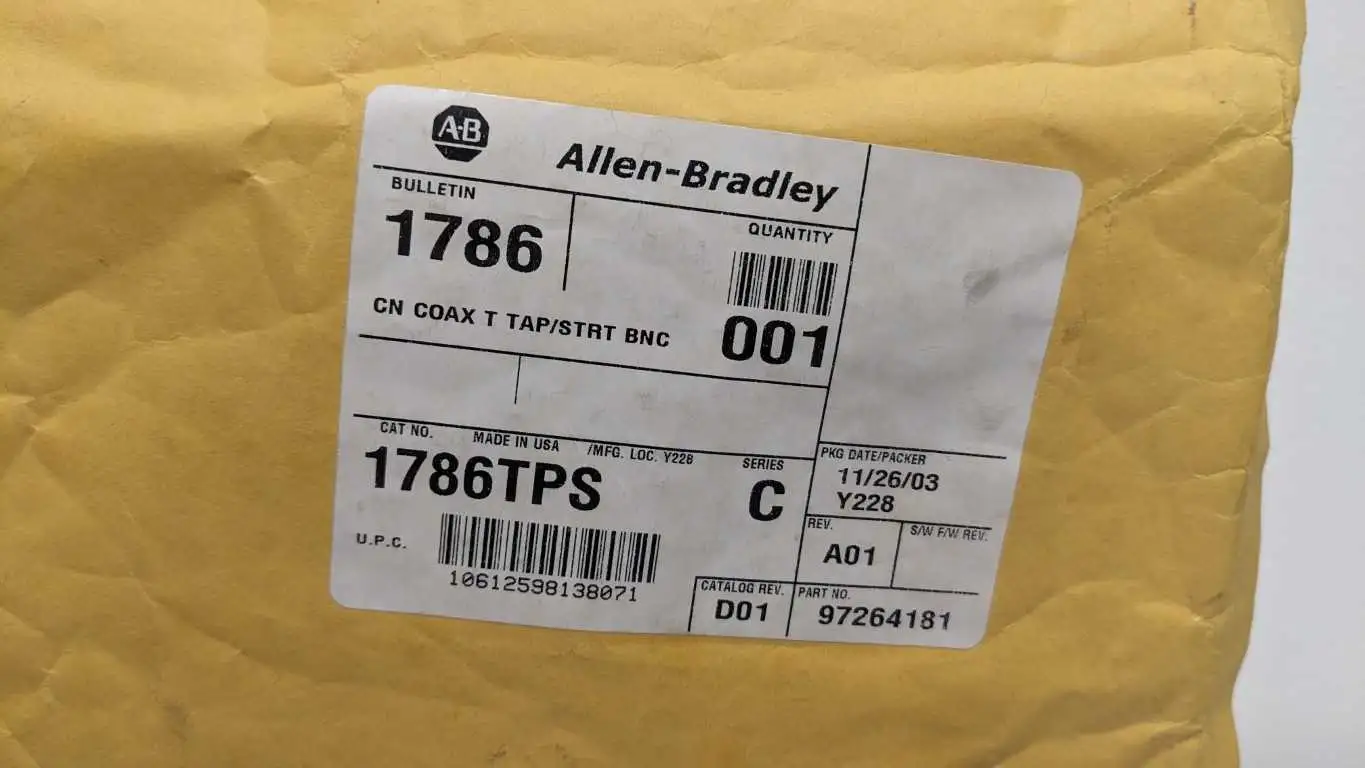 A-B
Allen-Bradley
BULLETIN
1786
QUANTITY
001
CN COAX T TAP/STRT BNC
CAT NO. MADE IN USA /MFG. LOC. Y228
1786TPS
SERIES
C
U.P.C.
10612598138071
PKG DATE/PACKER
11/26/03
Y228
REV.
A01
S/W F/W REV.
CATALOG REV.
D01
PART NO.
97264181